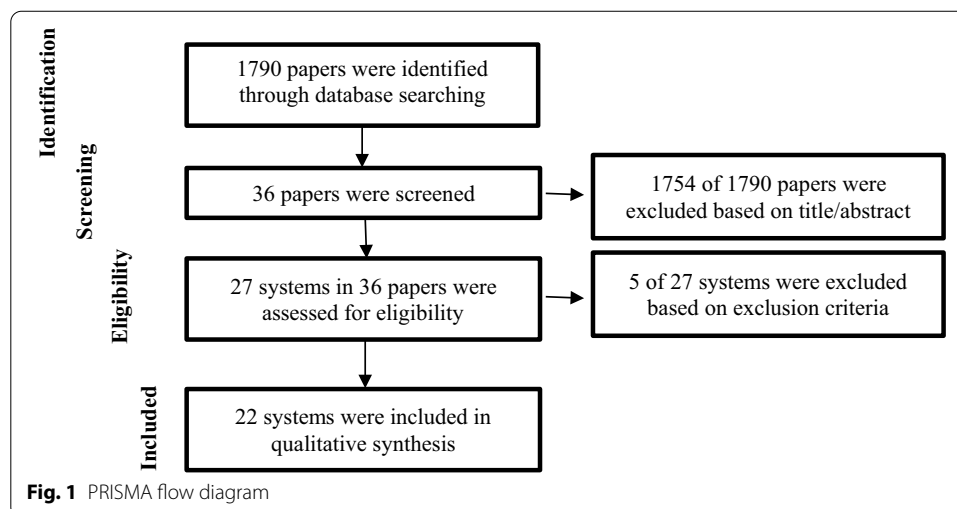 Identification
1790 papers were identified
through database searching
Screening
36 papers were screened
1754 of 1790 papers were
excluded based on title/abstract
Eligibility
27 systems in 36 papers were
assessed for eligibility
5 of 27 systems were excluded
based on exclusion criteria
Included
22 systems were included in
qualitative synthesis
Fig. 1 PRISMA flow diagram